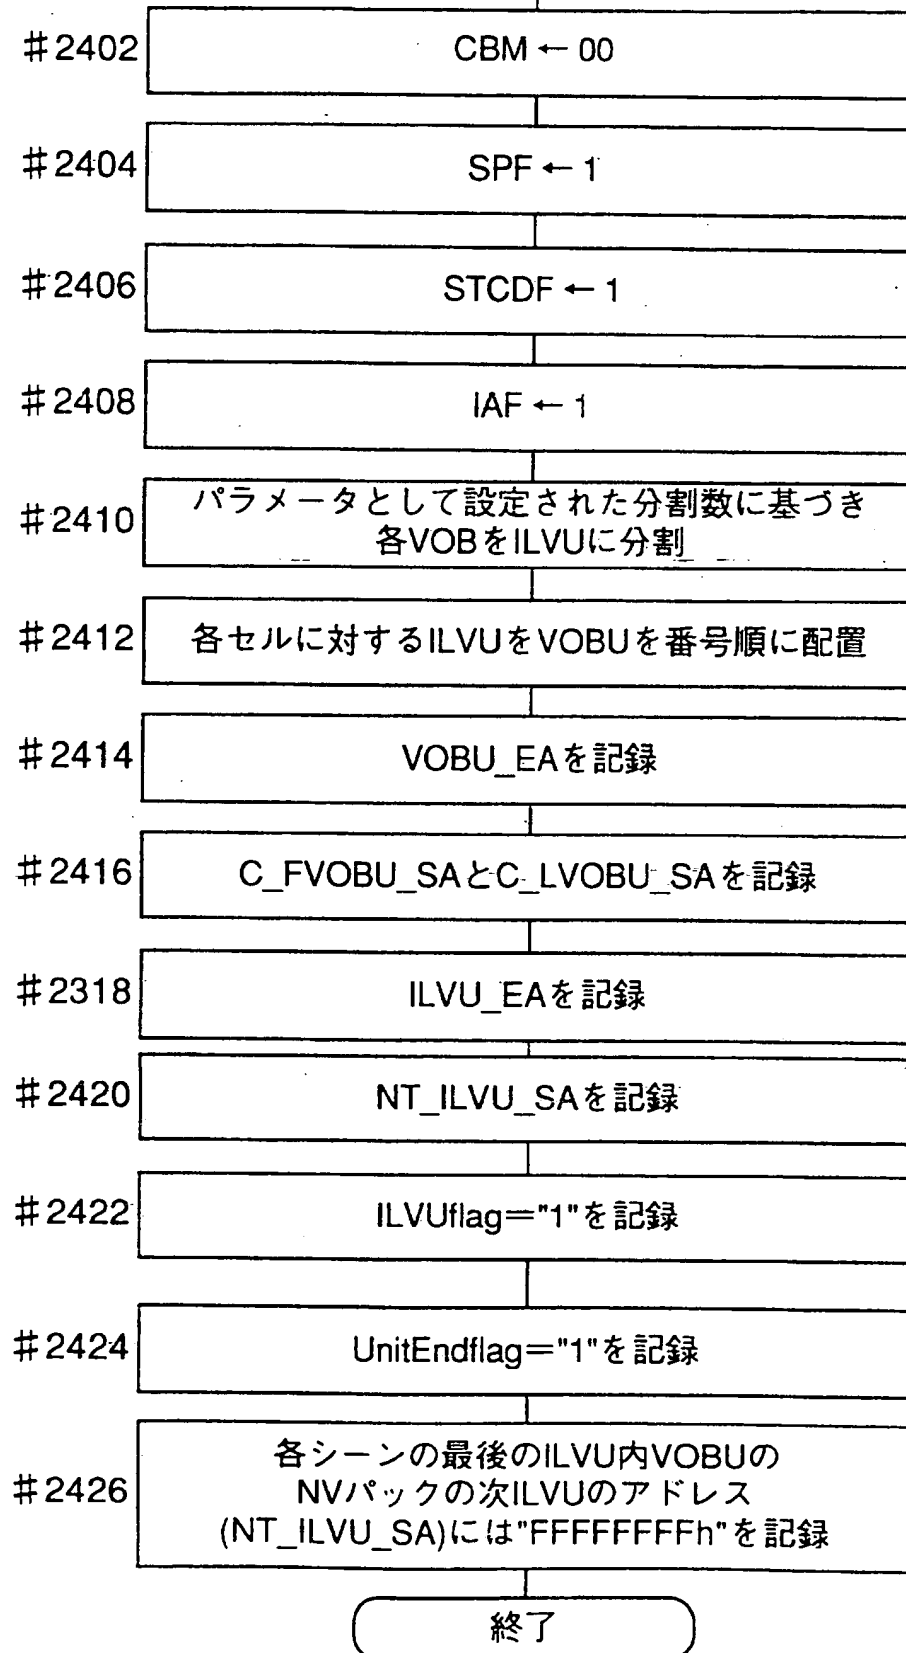 #2402 CBM ← 00
#2404 SPF ← 1
#2406 STCDF ← 1
#2408 IAF ← 1
#2410 パラメータとして設定された分割数に基づき
各VOBをILVUに分割
#2412 各セルに対するILVUをVOBUを番号順に配置
#2414 VOBU_EAを記録
#2416 C_FVOBU_SAとC_LVOBU_SAを記録
#2318 ILVU_EAを記録
#2420 NT_ILVU_SAを記録
#2422 ILVUflag="1"を記録
#2424 UnitEndflag="1"を記録
#2426 各シーンの最後のILVU内VOBUの
NVパックの次ILVUのアドレス
(NT_ILVU_SA)には"FFFFFFFFh"を記録
終了